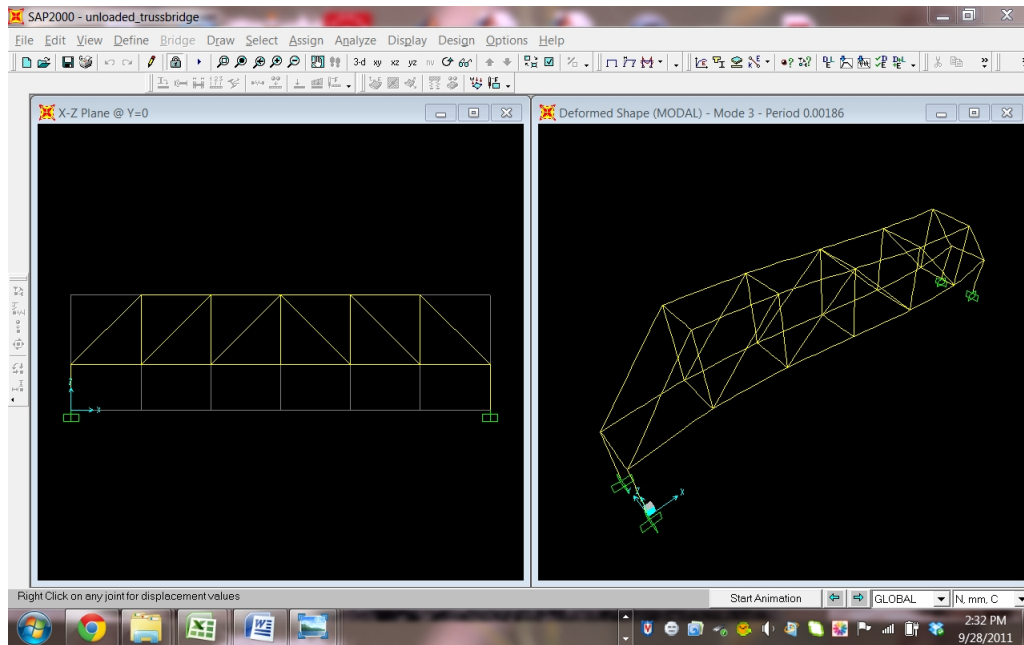 SAP2000 - unloaded_trussbridge
File Edit View Define Bridge Draw Select Assign Analyze Display Design Options Help
3-d xy xz yz nv
X-Z Plane @ Y=0
Deformed Shape (MODAL) - Mode 3 - Period 0.00186
Z
X
X
Right Click on any joint for displacement values
Start Animation
GLOBAL
N, mm, C
2:32 PM
9/28/2011